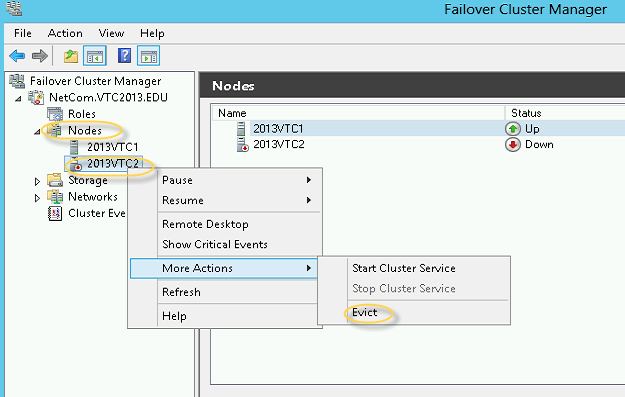 Failover Cluster Manager
File Action View Help
Failover Cluster Manager
NetCom.VTC2013.EDU
Roles
Nodes
2013VTC1
2013VTC2
Storage
Networks
Cluster Eve
Nodes
Name Status
2013VTC1 Up
2013VTC2 Down
Pause
Resume
Remote Desktop
Show Critical Events
More Actions
Refresh
Help
Start Cluster Service
Stop Cluster Service
Evict